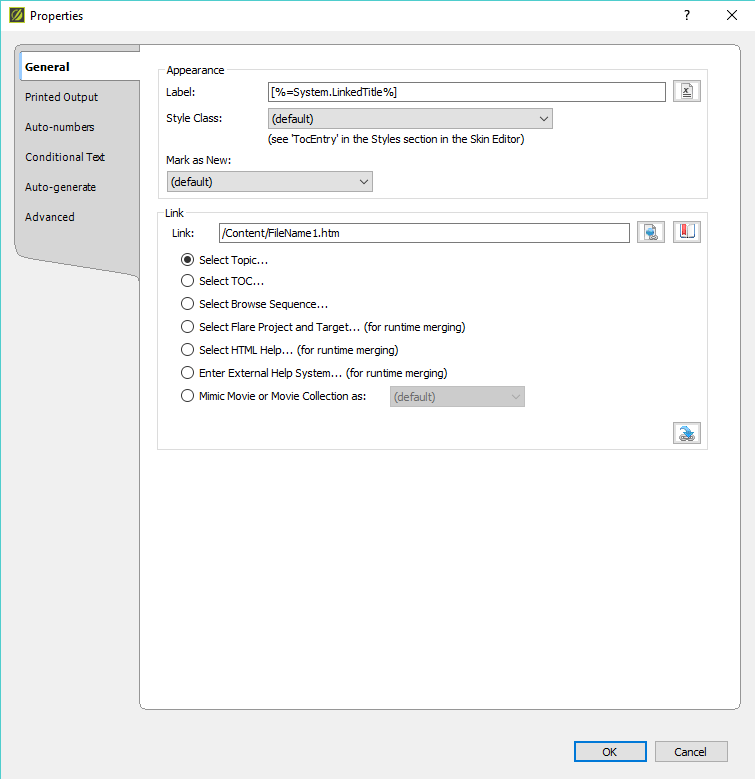 Properties
?
General
Printed Output
Auto-numbers
Conditional Text
Auto-generate
Advanced
Appearance
Label: [%=System.LinkedTitle%]
Style Class: (default)
(see 'TocEntry' in the Styles section in the Skin Editor)
Mark as New:
(default)
Link
Link: /Content/FileName1.htm
Select Topic...
Select TOC...
Select Browse Sequence...
Select Flare Project and Target... (for runtime merging)
Select HTML Help... (for runtime merging)
Enter External Help System... (for runtime merging)
Mimic Movie or Movie Collection as: (default)
OK Cancel